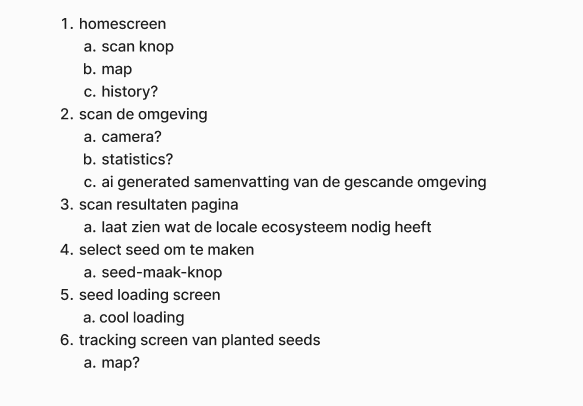 1. homescreen
a. scan knop
b. map
c. history?
2. scan de omgeving
a. camera?
b. statistics?
c. ai generated samenvatting van de gescande omgeving
3. scan resultaten pagina
a. laat zien wat de locale ecosysteem nodig heeft
4. select seed om te maken
a. seed-maak-knop
5. seed loading screen
a. cool loading
6. tracking screen van planted seeds
a. map?